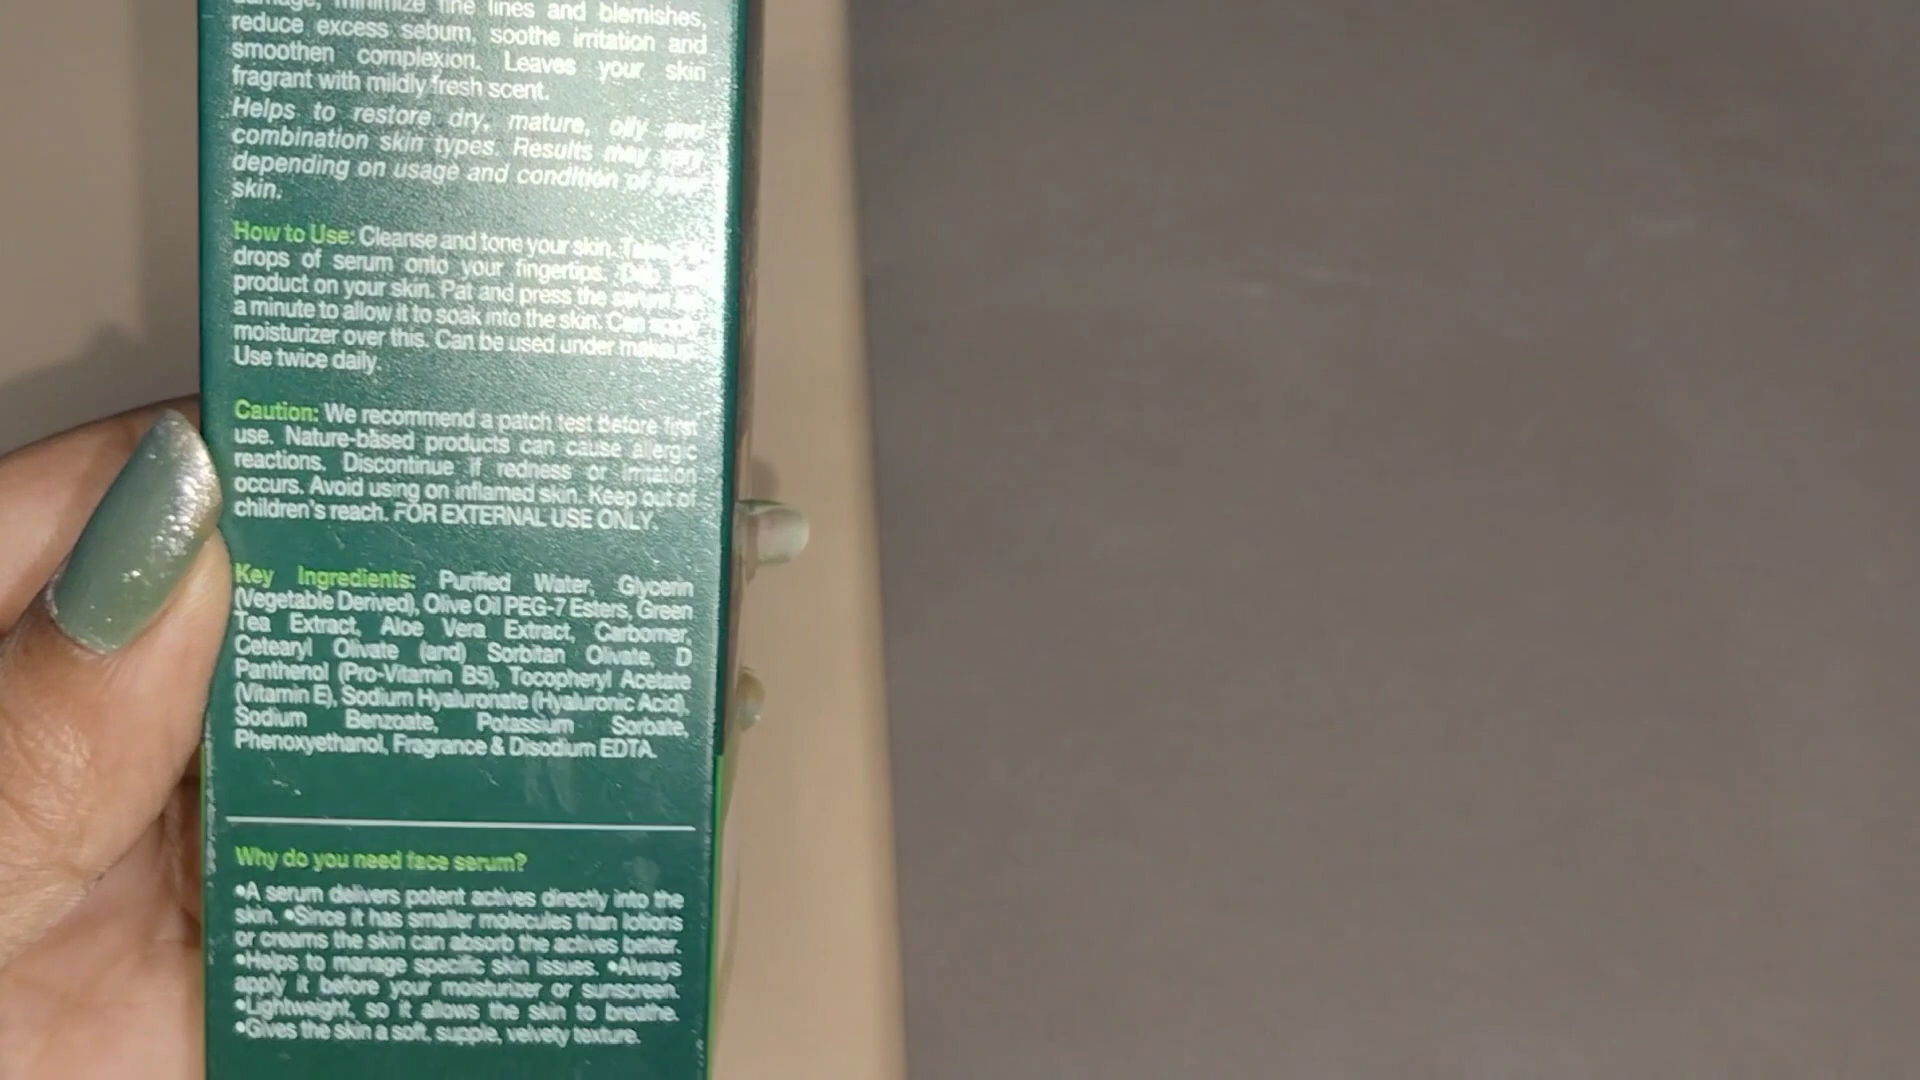 damage, minimize fine lines and blemishes,
reduce excess sebum, soothe irritation and
smoothen complexion. Leaves your skin
fragrant with mildly fresh scent.
Helps to restore dry, mature, oily and
combination skin types. Results may vary
depending on usage and condition of your
skin.
How to Use: Cleanse and tone your skin.
drops of serum onto your fingertips.
product on your skin. Pat and press the serum
a minute to allow it to soak into the skin. Can apply
moisturizer over this. Can be used under makeup.
Use twice daily.
Caution: We recommend a patch test before first
use. Nature-based products can cause allergic
reactions. Discontinue if redness or irritation
occurs. Avoid using on inflamed skin. Keep out of
children's reach. FOR EXTERNAL USE ONLY.
Key Ingredients: Purified Water, Glycerin
(Vegetable Derived), Olive Oil PEG-7 Esters, Green
Tea Extract, Aloe Vera Extract, Carbomer,
Cetearyl Olivate (and) Sorbitan Olivate, D
Panthenol (Pro-Vitamin B5), Tocopheryl Acetate
(Vitamin E), Sodium Hyaluronate (Hyaluronic Acid),
Sodium Benzoate, Potassium Sorbate,
Phenoxyethanol, Fragrance & Disodium EDTA.
Why do you need face serum?
•A serum delivers potent actives directly into the
skin. •Since it has smaller molecules than lotions
or creams the skin can absorb the actives better.
•Helps to manage specific skin issues. •Always
apply it before your moisturizer or sunscreen.
•Lightweight, so it allows the skin to breathe.
•Gives the skin a soft, supple, velvety texture.